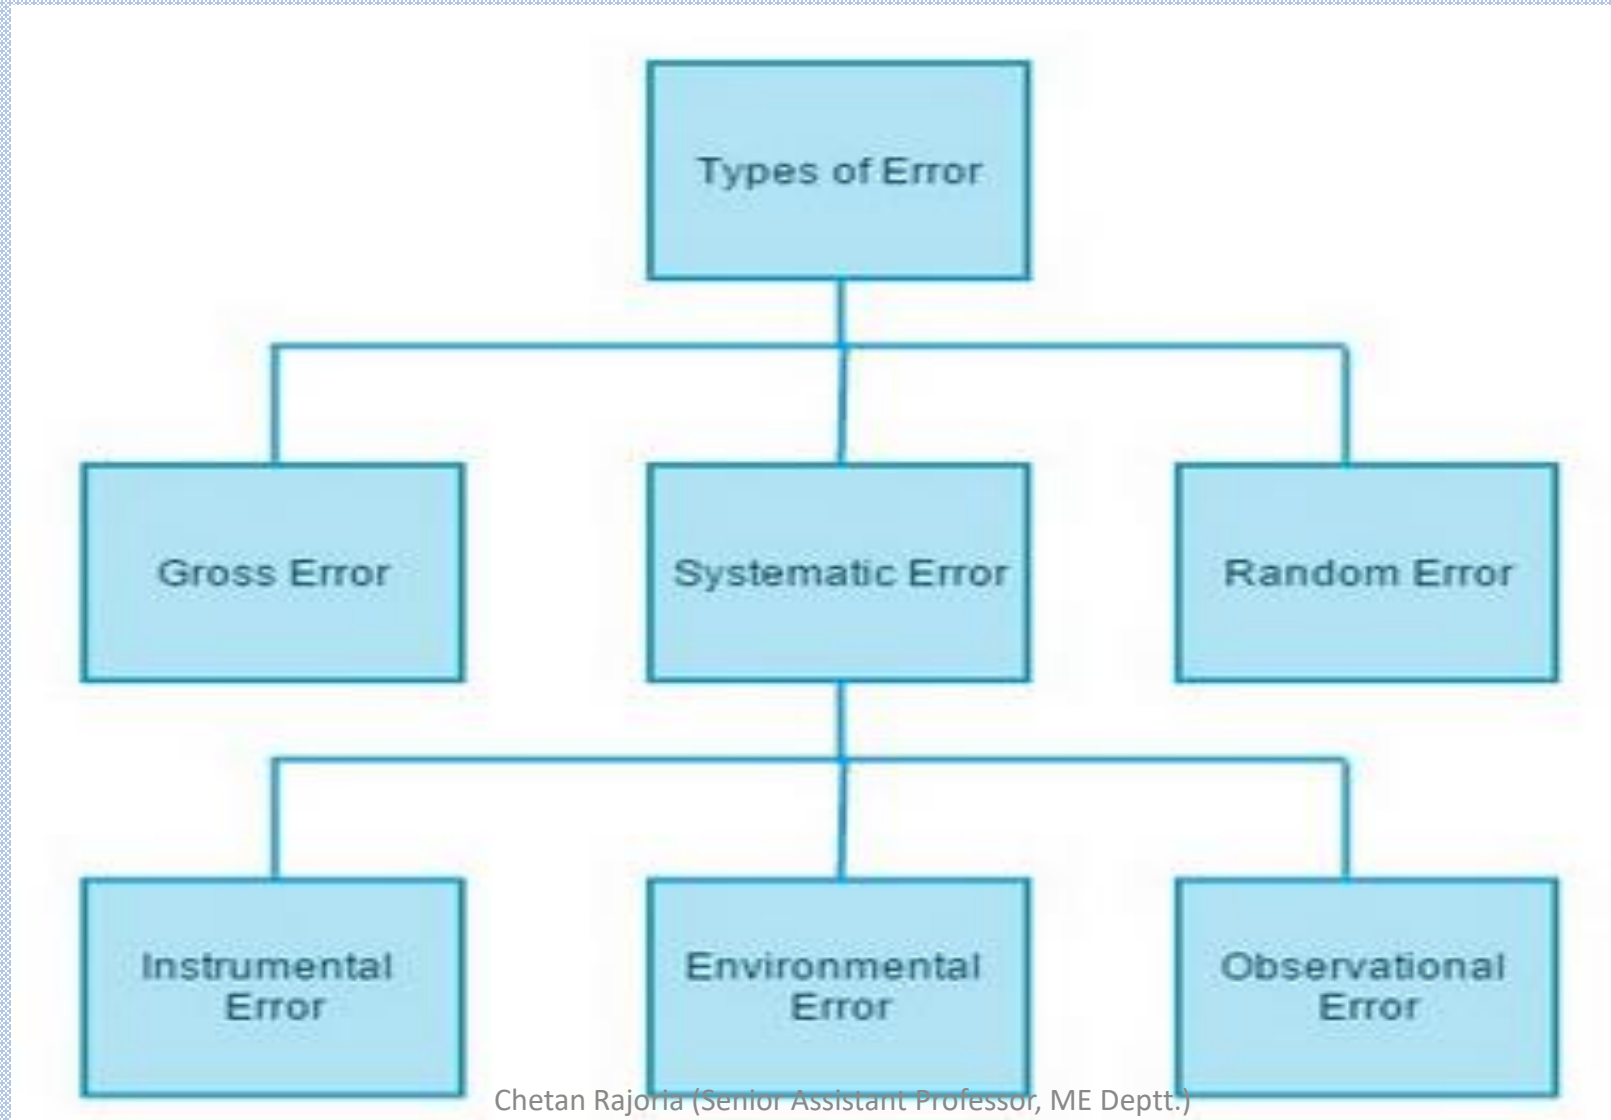 Types of Error
Gross Error
Systematic Error
Random Error
Instrumental
Error
Environmental
Error
Observational
Error
Chetan Rajoria (Senior Assistant Professor, ME Deptt.)